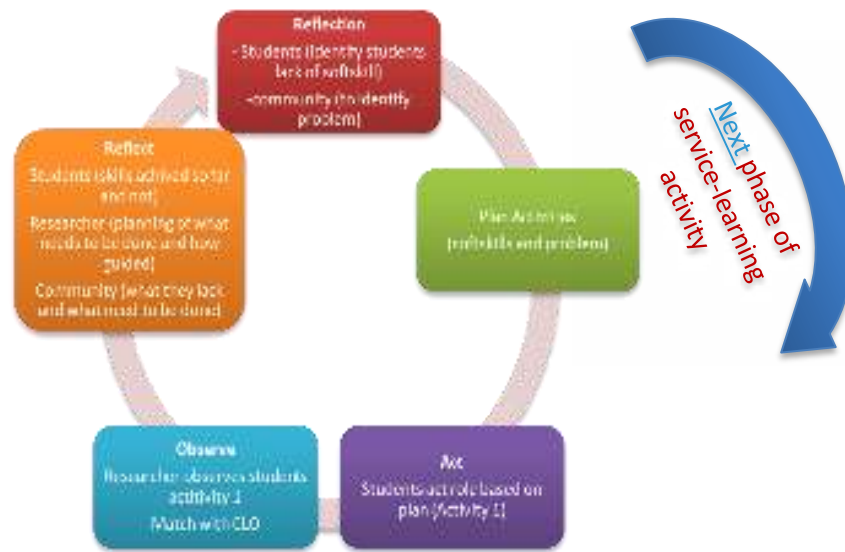 Reflection
- Students (Identify students
lack of softskill)
-community (to identify
problem)
Plan Activities
(softskills and problem)
Act
Students act role based on
plan (Activity 1)
Observe
Researcher observes students
activity 1
Match with CLO
Reflect
Students (skills achived so far
and not)
Researcher (planning of what
needs to be done and how
guided)
Community (what they lack
and what need to be done)
Next phase of
service-learning
activity